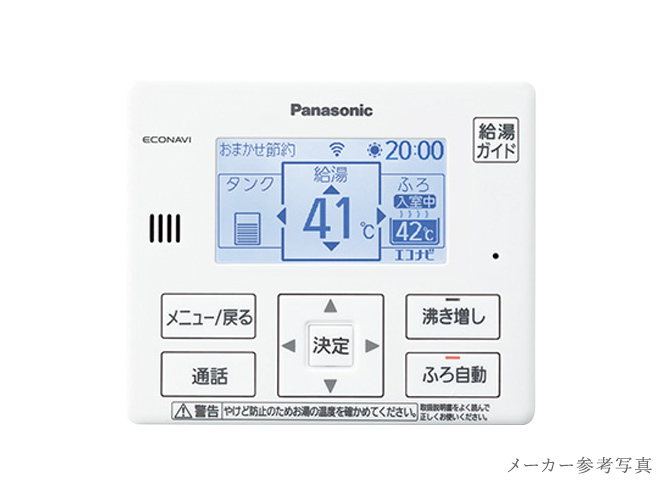 Panasonic
ECONAVI
給湯
ガイド
おまかせ節約 20:00
タンク
給湯
41℃
ふろ
入室中
42℃
エコナビ
メニュー/戻る
決定
沸き増し
通話
ふろ自動
警告 やけど防止のためお湯の温度を確かめてください。
取扱説明書をよく読んで
正しくお使いください。
メーカー参考写真